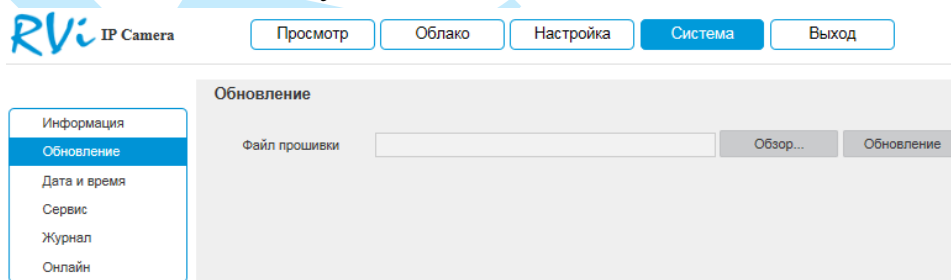 RVi IP Camera
Просмотр
Облако
Настройка
Система
Выход
Обновление
Информация
Обновление
Дата и время
Сервис
Журнал
Онлайн
Файл прошивки
Обзор...
Обновление